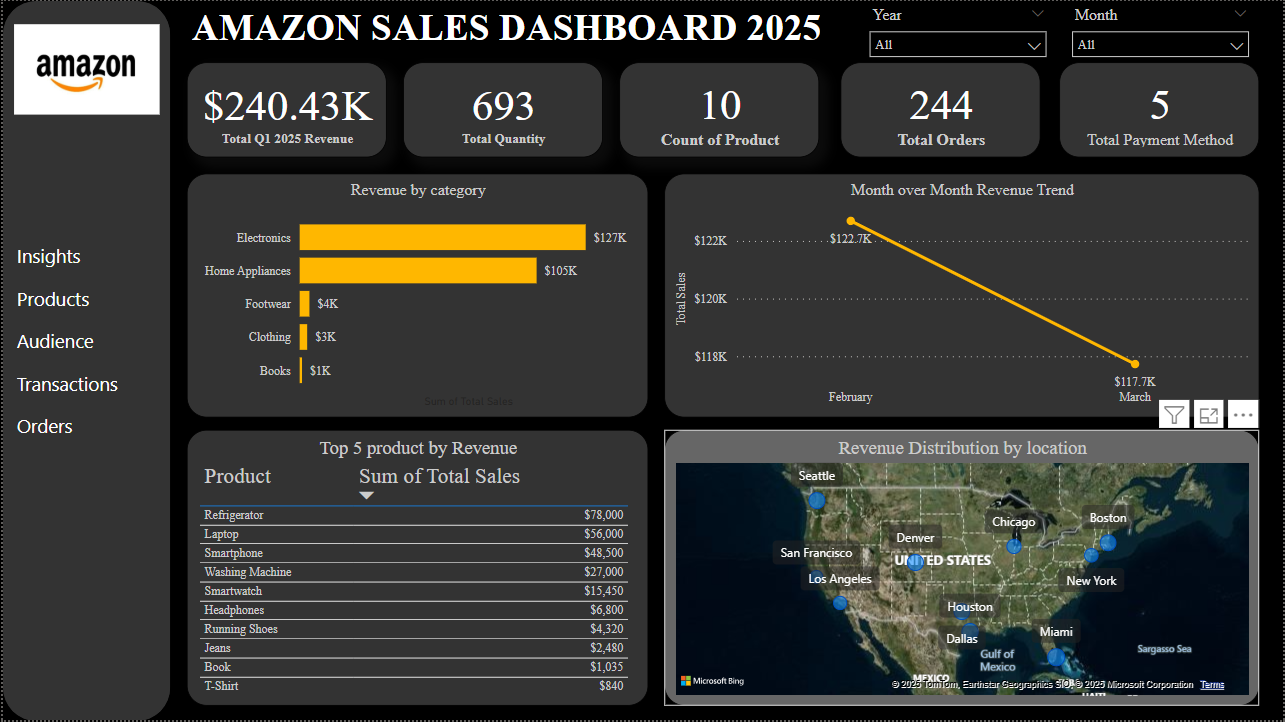 amazon
AMAZON SALES DASHBOARD 2025
Year
All
Month
All
$240.43K
Total Q1 2025 Revenue
693
Total Quantity
10
Count of Product
244
Total Orders
5
Total Payment Method
Insights
Products
Audience
Transactions
Orders
Revenue by category
Electronics $127K
Home Appliances $105K
Footwear $4K
Clothing $3K
Books $1K
Sum of Total Sales
Month over Month Revenue Trend
Total Sales
$122K
$120K
$118K
$122.7K
$117.7K
February
March
Top 5 product by Revenue
Product Sum of Total Sales
Refrigerator $78,000
Laptop $56,000
Smartphone $48,500
Washing Machine $27,000
Smartwatch $15,450
Headphones $6,800
Running Shoes $4,320
Jeans $2,480
Book $1,035
T-Shirt $840
Revenue Distribution by location
Seattle
Chicago
Boston
Denver
San Francisco
UNITED STATES
Los Angeles
New York
Houston
Dallas
Miami
Gulf of
Mexico
Sargasso Sea
MEXICO
Microsoft Bing
© 2025 TomTom, Earthstar Geographics SIO, © 2025 Microsoft Corporation Terms